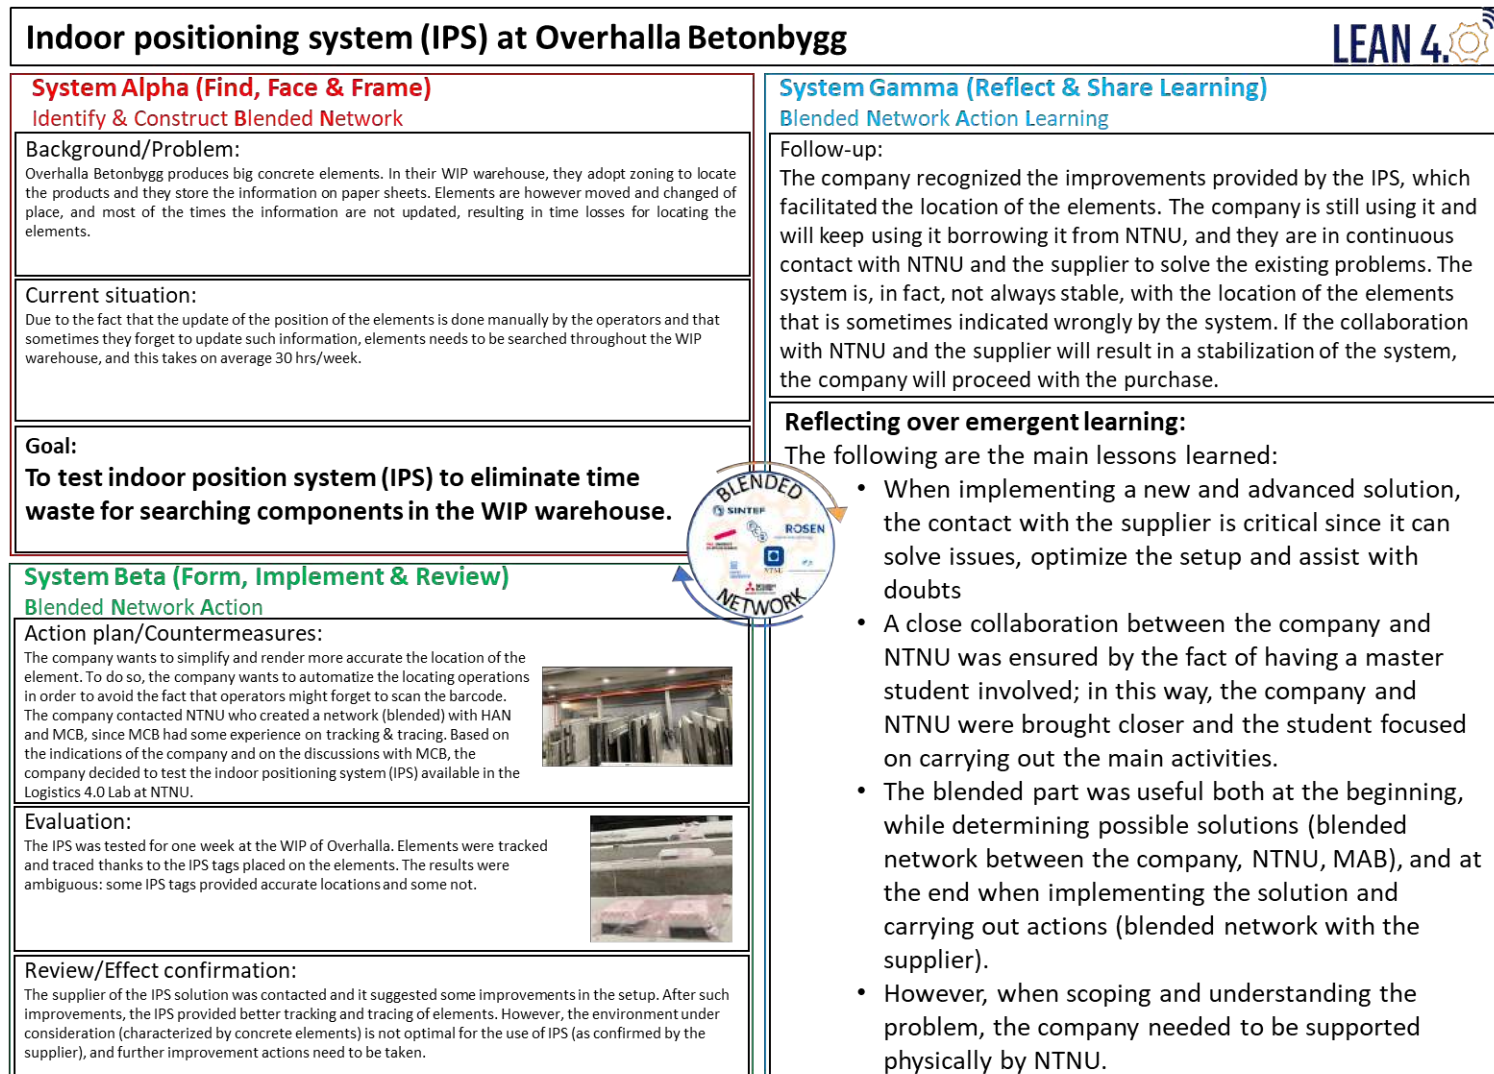 Indoor positioning system (IPS) at Overhalla Betonbygg
LEAN 4.
System Alpha (Find, Face & Frame)
Identify & Construct Blended Network
Background/Problem:
Overhalla Betonbygg produces big concrete elements. In their WIP warehouse, they adopt zoning to locate
the products and they store the information on paper sheets. Elements are however moved and changed of
place, and most of the times the information are not updated, resulting in time losses for locating the
elements.
Current situation:
Due to the fact that the update of the position of the elements is done manually by the operators and that
sometimes they forget to update such information, elements needs to be searched throughout the WIP
warehouse, and this takes on average 30 hrs/week.
Goal:
To test indoor position system (IPS) to eliminate time
waste for searching components in the WIP warehouse.
System Beta (Form, Implement & Review)
Blended Network Action
Action plan/Countermeasures:
The company wants to simplify and render more accurate the location of the
element. To do so, the company wants to automatize the locating operations
in order to avoid the fact that operators might forget to scan the barcode.
The company contacted NTNU who created a network (blended) with HAN
and MCB, since MCB had some experience on tracking & tracing. Based on
the indications of the company and on the discussions with MCB, the
company decided to test the indoor positioning system (IPS) available in the
Logistics 4.0 Lab at NTNU.
Evaluation:
The IPS was tested for one week at the WIP of Overhalla. Elements were tracked
and traced thanks to the IPS tags placed on the elements. The results were
ambiguous: some IPS tags provided accurate locations and some not.
Review/Effect confirmation:
The supplier of the IPS solution was contacted and it suggested some improvements in the setup. After such
improvements, the IPS provided better tracking and tracing of elements. However, the environment under
consideration (characterized by concrete elements) is not optimal for the use of IPS (as confirmed by the
supplier), and further improvement actions need to be taken.
BLENDED
SINTEF
ROSEN
NTNU
NETWORK
System Gamma (Reflect & Share Learning)
Blended Network Action Learning
Follow-up:
The company recognized the improvements provided by the IPS, which
facilitated the location of the elements. The company is still using it and
will keep using it borrowing it from NTNU, and they are in continuous
contact with NTNU and the supplier to solve the existing problems. The
system is, in fact, not always stable, with the location of the elements
that is sometimes indicated wrongly by the system. If the collaboration
with NTNU and the supplier will result in a stabilization of the system,
the company will proceed with the purchase.
Reflecting over emergent learning:
The following are the main lessons learned:
• When implementing a new and advanced solution,
the contact with the supplier is critical since it can
solve issues, optimize the setup and assist with
doubts
• A close collaboration between the company and
NTNU was ensured by the fact of having a master
student involved; in this way, the company and
NTNU were brought closer and the student focused
on carrying out the main activities.
• The blended part was useful both at the beginning,
while determining possible solutions (blended
network between the company, NTNU, MAB), and at
the end when implementing the solution and
carrying out actions (blended network with the
supplier).
• However, when scoping and understanding the
problem, the company needed to be supported
physically by NTNU.